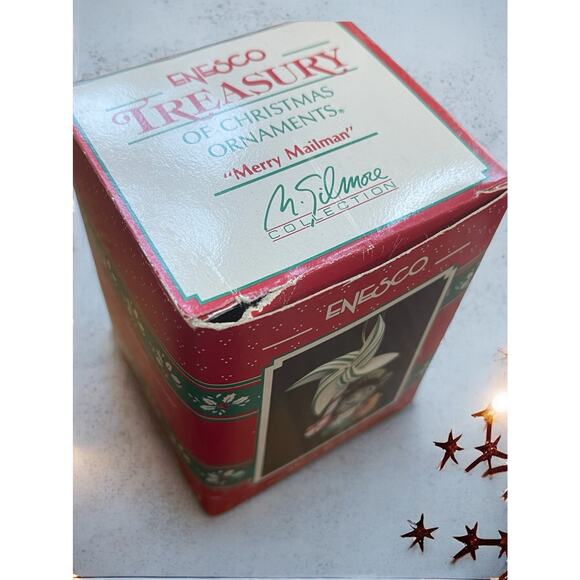 ENESCO
TREASURY
OF CHRISTMAS
ORNAMENTS®
"Merry Mailman"
M. Gilmore
COLLECTION
ENESCO